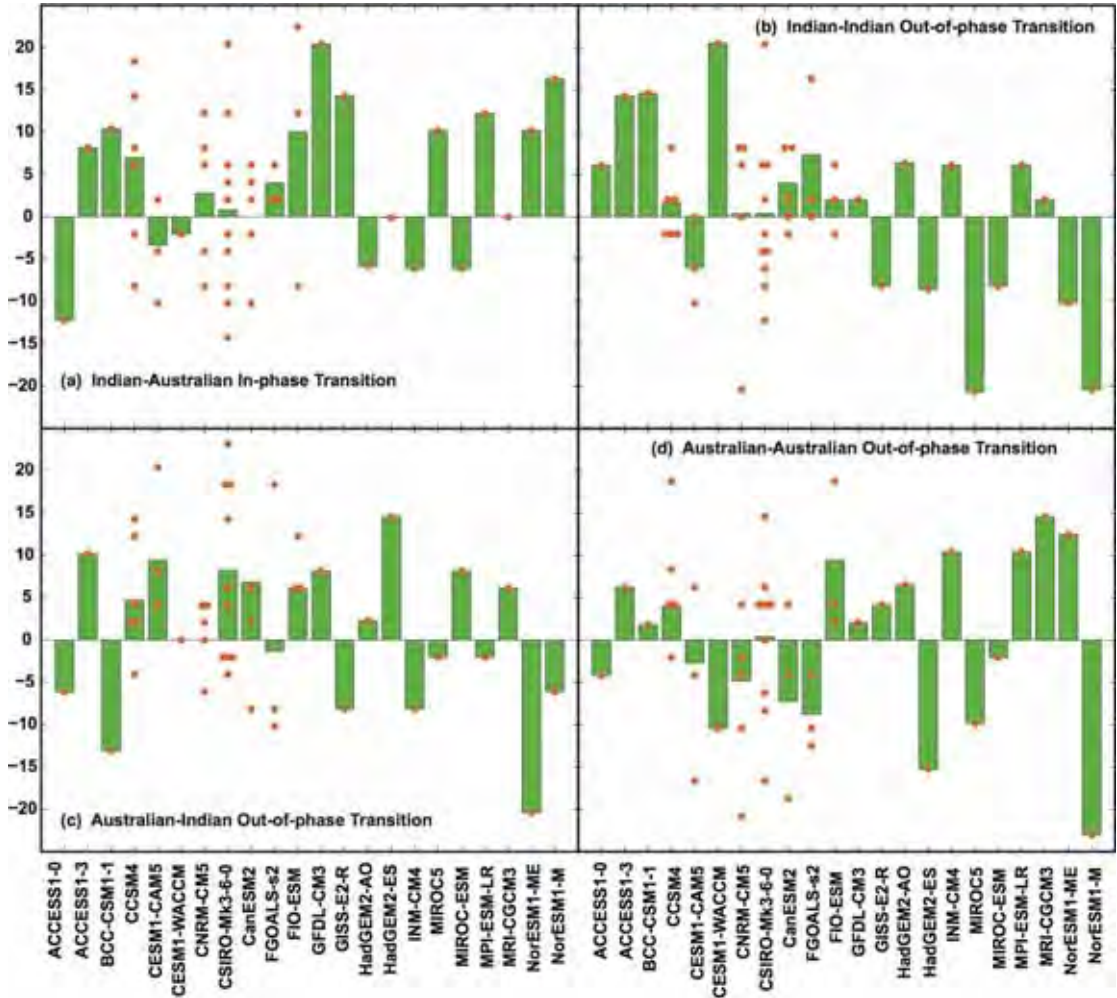 20
15
10
5
0
−5
−10
−15
−20
(a) Indian-Australian In-phase Transition
(b) Indian-Indian Out-of-phase Transition
20
15
10
5
0
−5
−10
−15
−20
(c) Australian-Indian Out-of-phase Transition
(d) Australian-Australian Out-of-phase Transition
ACCESS1-0
ACCESS1-3
BCC-CSM1-1
CCSM4
CESM1-CAM5
CESM1-WACCM
CNRM-CM5
CSIRO-Mk3-6-0
CanESM2
FGOALS-s2
FIO-ESM
GFDL-CM3
GISS-E2-R
HadGEM2-AO
HadGEM2-ES
INM-CM4
MIROC5
MIROC-ESM
MPI-ESM-LR
MRI-CGCM3
NorESM1-ME
NorESM1-M
ACCESS1-0
ACCESS1-3
BCC-CSM1-1
CCSM4
CESM1-CAM5
CESM1-WACCM
CNRM-CM5
CSIRO-Mk3-6-0
CanESM2
FGOALS-s2
FIO-ESM
GFDL-CM3
GISS-E2-R
HadGEM2-AO
HadGEM2-ES
INM-CM4
MIROC5
MIROC-ESM
MPI-ESM-LR
MRI-CGCM3
NorESM1-ME
NorESM1-M